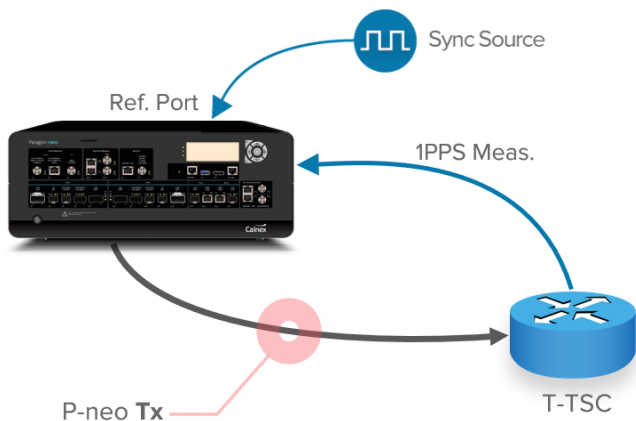 Sync Source
Ref. Port
Paragon neo
1PPS Meas.
Calnex
T-TSC
P-neo Tx